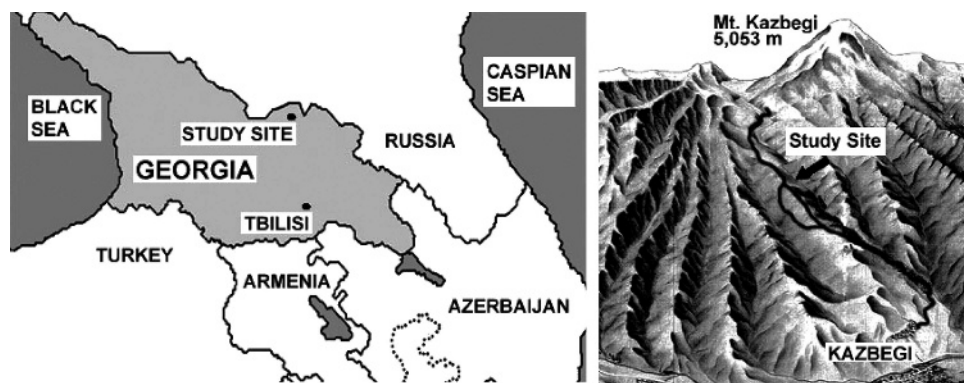 BLACK
SEA
STUDY SITE
GEORGIA
TBILISI
TURKEY
ARMENIA
RUSSIA
CASPIAN
SEA
AZERBAIJAN
Mt. Kazbegi
5,053 m
Study Site
KAZBEGI